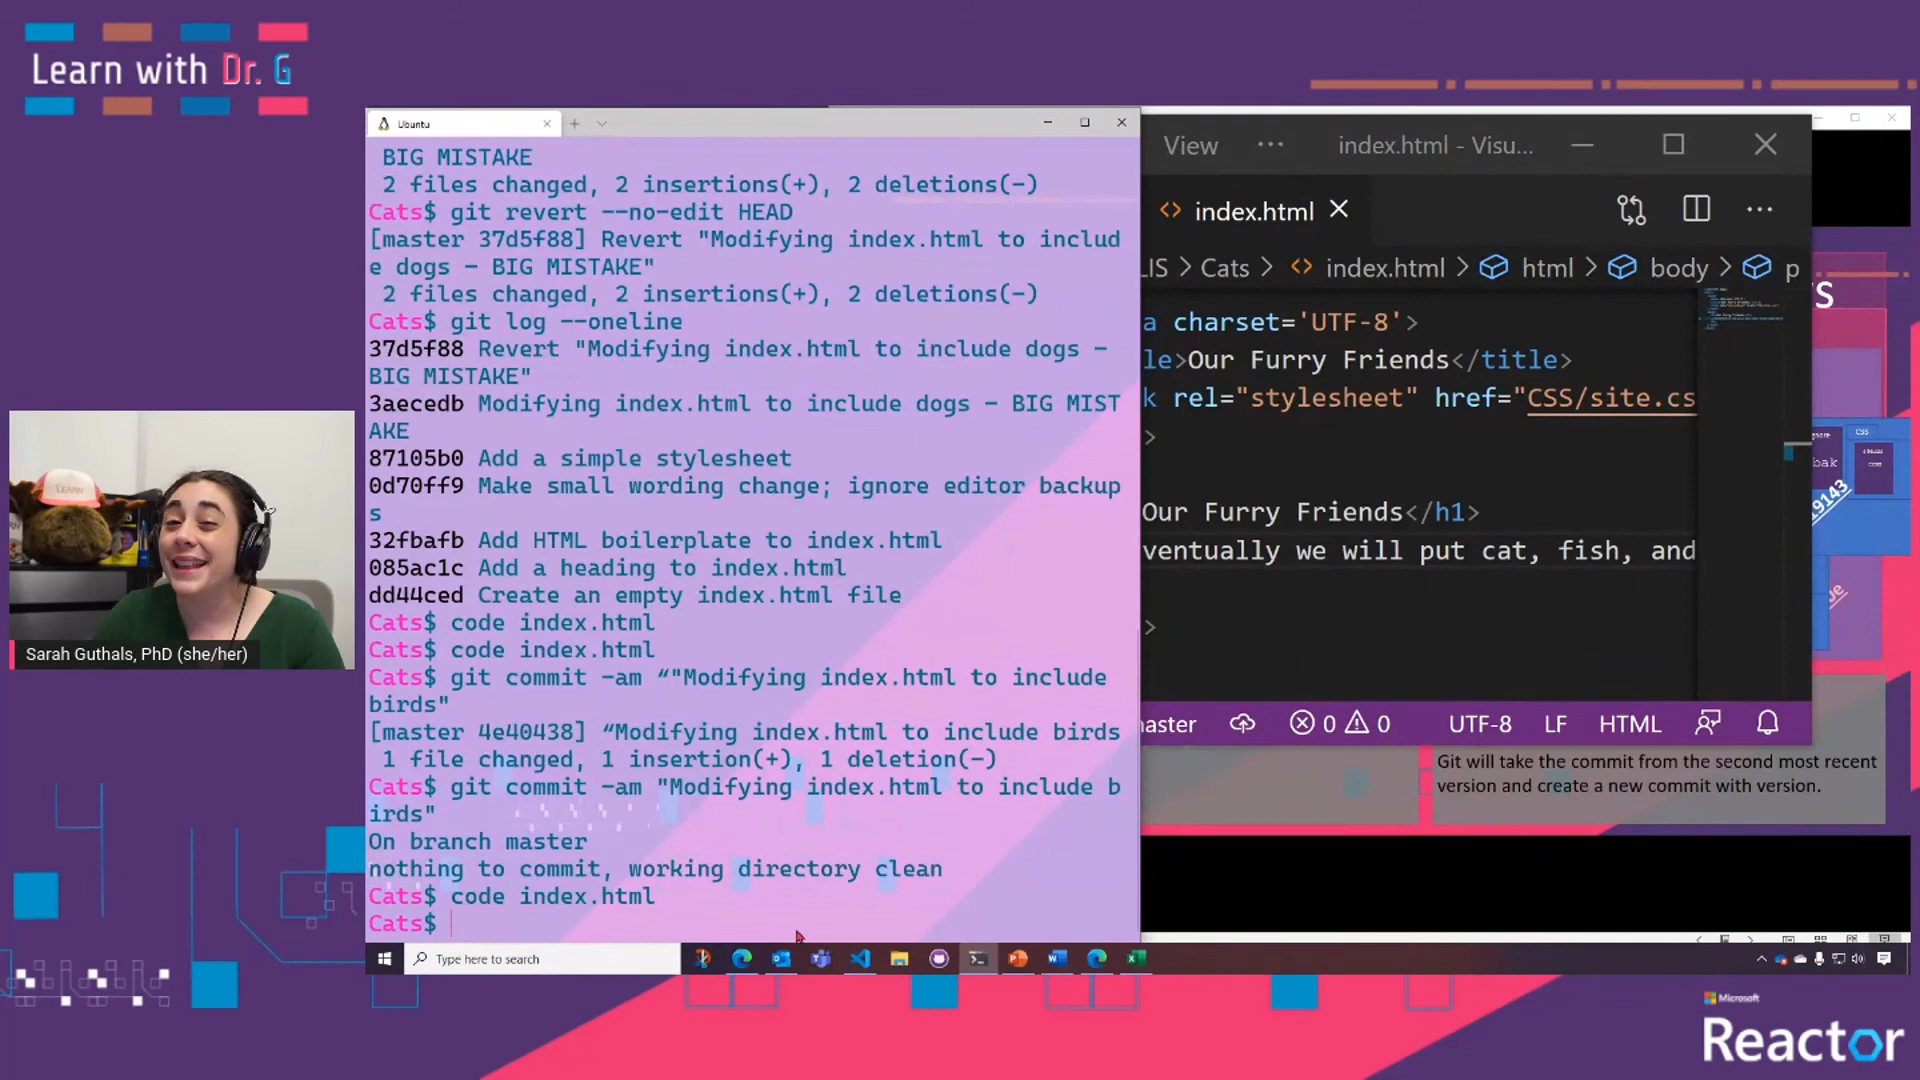 Learn with Dr. G
Ubuntu
BIG MISTAKE
2 files changed, 2 insertions(+), 2 deletions(-)
Cats$ git revert --no-edit HEAD
[master 37d5f88] Revert "Modifying index.html to includ
e dogs - BIG MISTAKE"
2 files changed, 2 insertions(+), 2 deletions(-)
Cats$ git log --oneline
37d5f88 Revert "Modifying index.html to include dogs -
BIG MISTAKE"
3aecedb Modifying index.html to include dogs - BIG MIST
AKE
87105b0 Add a simple stylesheet
0d70ff9 Make small wording change; ignore editor backup
s
32fbafb Add HTML boilerplate to index.html
085ac1c Add a heading to index.html
dd44ced Create an empty index.html file
Cats$ code index.html
Cats$ code index.html
Cats$ git commit -am “"Modifying index.html to include
birds"
[master 4e40438] “Modifying index.html to include birds
1 file changed, 1 insertion(+), 1 deletion(-)
Cats$ git commit -am "Modifying index.html to include b
irds"
On branch master
nothing to commit, working directory clean
Cats$ code index.html
Cats$
View ··· index.html - Visu...
index.html
LIS > Cats > index.html > html > body > p
a charset='UTF-8'>
le>Our Furry Friends</title>
k rel="stylesheet" href="CSS/site.cs
>
Our Furry Friends</h1>
ventually we will put cat, fish, and
>
master 0 0 UTF-8 LF HTML
Git will take the commit from the second most recent
version and create a new commit with version.
CSS
bak
19143
LEARN
Sarah Guthals, PhD (she/her)
Type here to search
Microsoft
Reactor